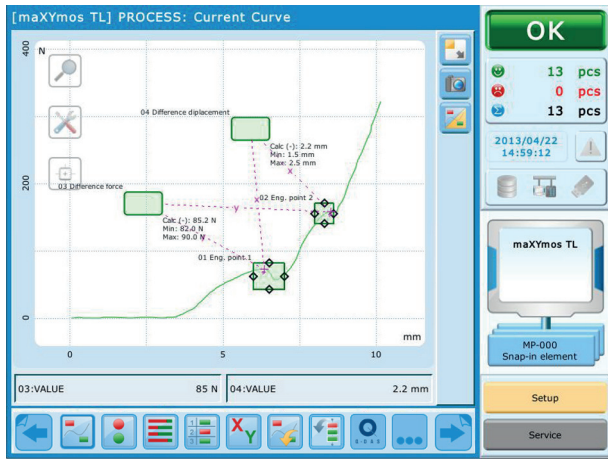 [maXYmos TL] PROCESS: Current Curve
OK
400
N
13 pcs
0 pcs
13 pcs
04 Difference diplacement
2013/04/22
14:59:12
Calc (-): 2.2 mm
Min: 1.5 mm
Max: 2.5 mm
x
200
03 Difference force
x
02 Eng. point 2
y
Calc (-): 85.2 N
Min: 82.0 N
Max: 90.0 N
y
01 Eng. point 1
maXYmos TL
0
mm
0
5
10
MP-000
Snap-in element
03:VALUE 85 N
04:VALUE 2.2 mm
Setup
1
2
3
X
Y
Service